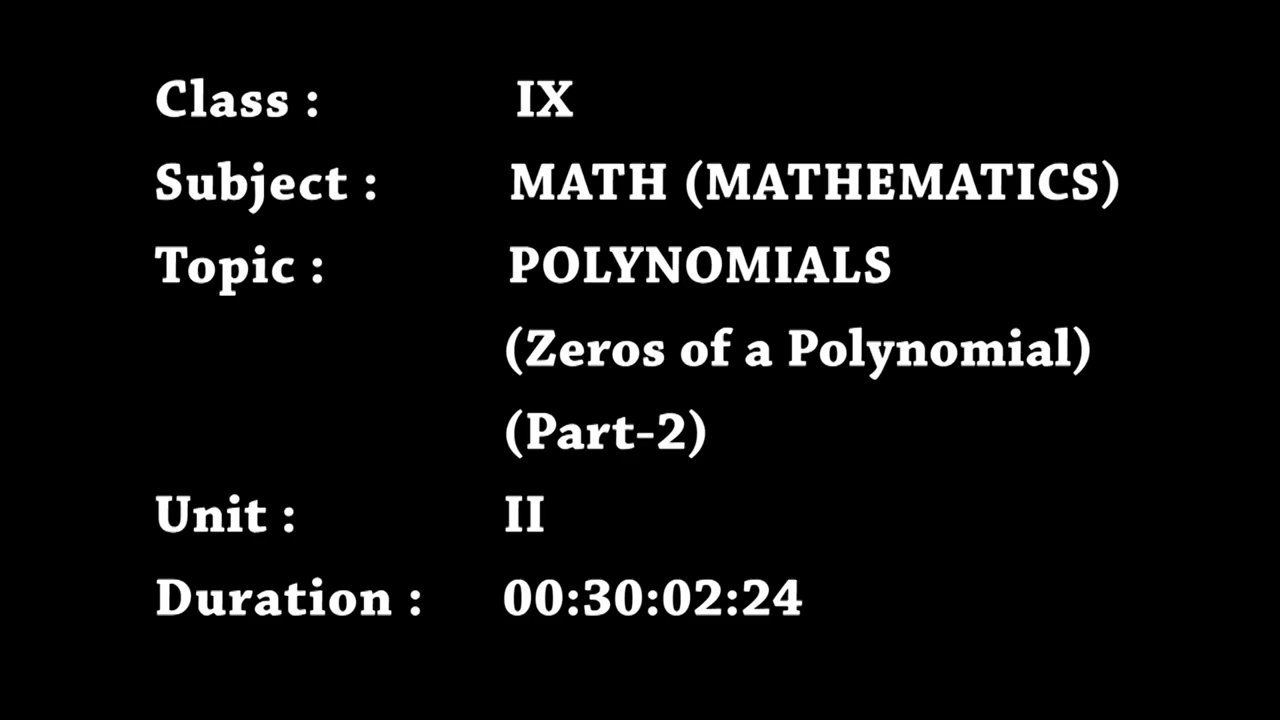 Class : IX
Subject : MATH (MATHEMATICS)
Topic : POLYNOMIALS
(Zeros of a Polynomial)
(Part-2)
Unit : II
Duration : 00:30:02:24